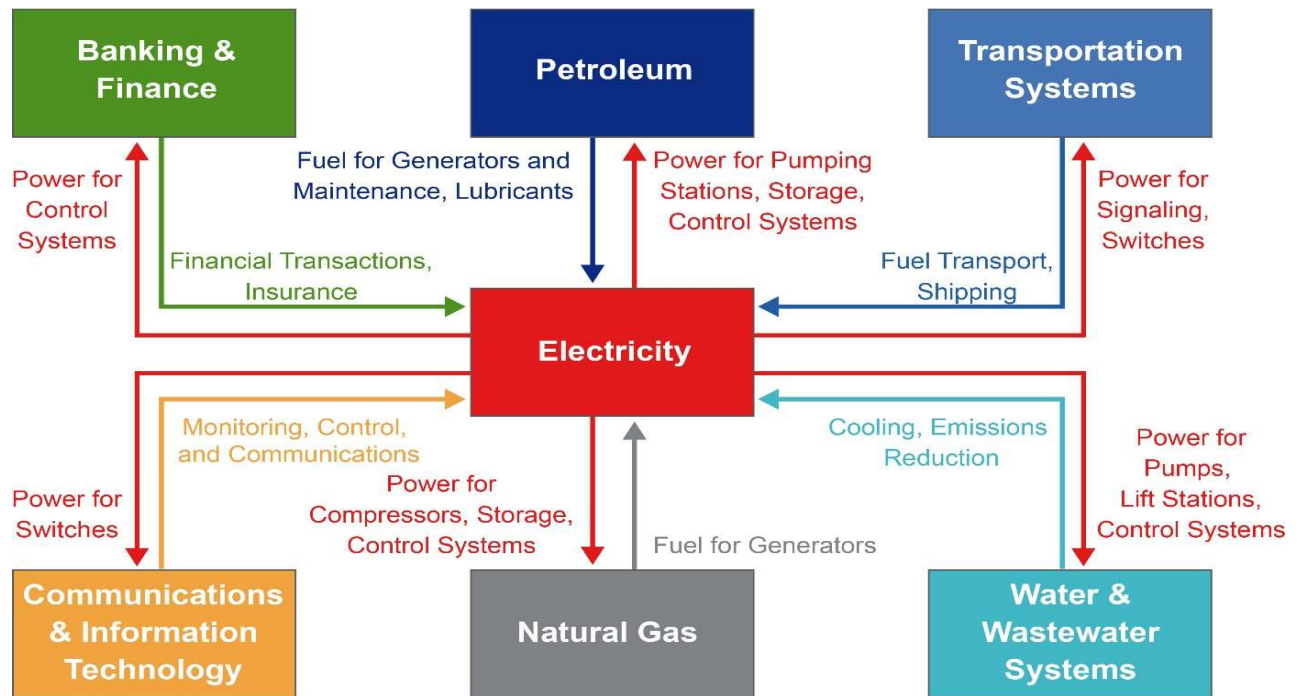 Banking &
Finance
Petroleum
Transportation
Systems
Power for
Control
Systems
Fuel for Generators and
Maintenance, Lubricants
Power for Pumping
Stations, Storage,
Control Systems
Power for
Signaling,
Switches
Financial Transactions,
Insurance
Fuel Transport,
Shipping
Electricity
Monitoring, Control,
and Communications
Cooling, Emissions
Reduction
Power for
Switches
Power for
Compressors, Storage,
Control Systems
Fuel for Generators
Power for
Pumps,
Lift Stations,
Control Systems
Communications
& Information
Technology
Natural Gas
Water &
Wastewater
Systems